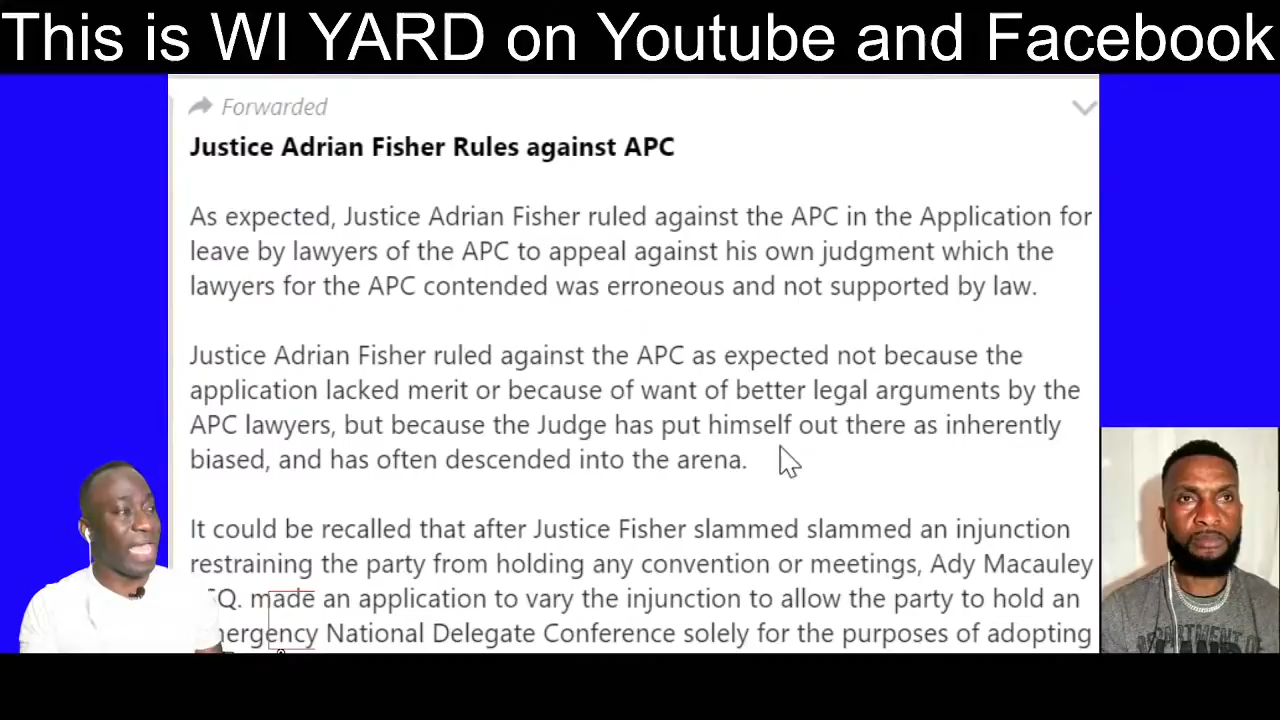 This is WI YARD on Youtube and Facebook
Forwarded
Justice Adrian Fisher Rules against APC
As expected, Justice Adrian Fisher ruled against the APC in the Application for
leave by lawyers of the APC to appeal against his own judgment which the
lawyers for the APC contended was erroneous and not supported by law.
Justice Adrian Fisher ruled against the APC as expected not because the
application lacked merit or because of want of better legal arguments by the
APC lawyers, but because the Judge has put himself out there as inherently
biased, and has often descended into the arena.
It could be recalled that after Justice Fisher slammed slammed an injunction
restraining the party from holding any convention or meetings, Ady Macauley
made an application to vary the injunction to allow the party to hold an
National Delegate Conference solely for the purposes of adopting